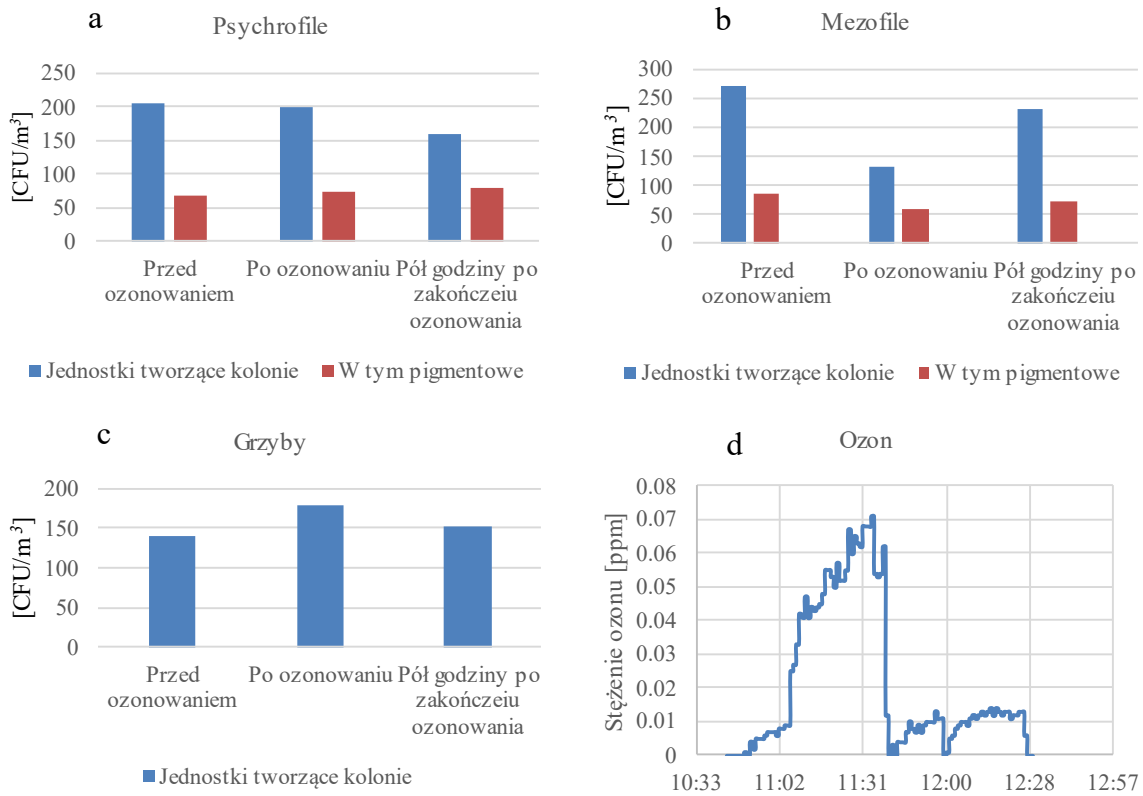 a
Psychrofile
[CFU/m³]
250
200
150
100
50
0
Przed
ozonowaniem
Po ozonowaniu
Pół godziny po
zakończeiu
ozonowania
Jednostki tworzące kolonie
W tym pigmentowe
b
Mezofile
[CFU/m³]
300
250
200
150
100
50
0
Przed
ozonowaniem
Po ozonowaniu
Pół godziny po
zakończeiu
ozonowania
Jednostki tworzące kolonie
W tym pigmentowe
c
Grzyby
[CFU/m³]
200
150
100
50
0
Przed
ozonowaniem
Po ozonowaniu
Pół godziny po
zakończeiu
ozonowania
Jednostki tworzące kolonie
d
Ozon
Stężenie ozonu [ppm]
0.08
0.07
0.06
0.05
0.04
0.03
0.02
0.01
0
10:33
11:02
11:31
12:00
12:28
12:57